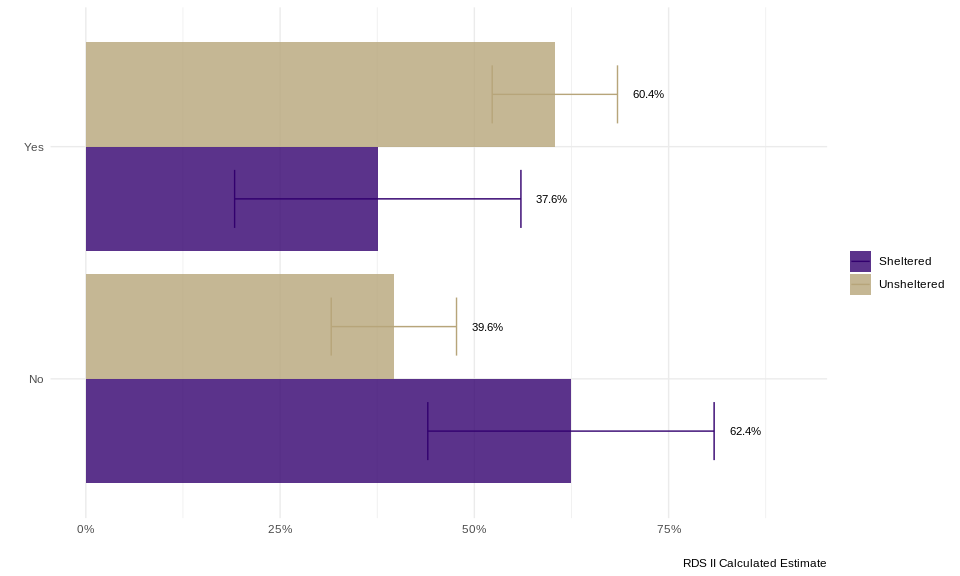 60.4%
Yes
37.6%
Sheltered
Unsheltered
39.6%
No
62.4%
0% 25% 50% 75%
RDS II Calculated Estimate